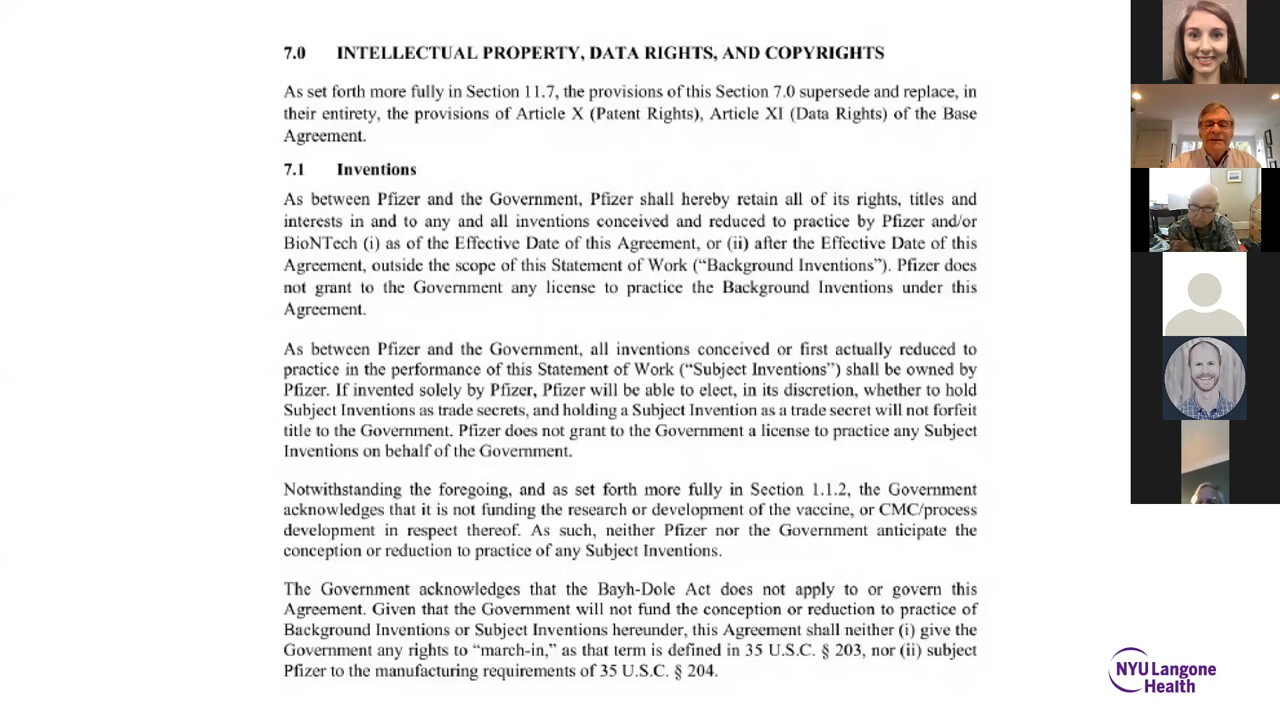 7.0 INTELLECTUAL PROPERTY, DATA RIGHTS, AND COPYRIGHTS
As set forth more fully in Section 11.7, the provisions of this Section 7.0 supersede and replace, in
their entirety, the provisions of Article X (Patent Rights), Article XI (Data Rights) of the Base
Agreement.
7.1 Inventions
As between Pfizer and the Government, Pfizer shall hereby retain all of its rights, titles and
interests in and to any and all inventions conceived and reduced to practice by Pfizer and/or
BioNTech (i) as of the Effective Date of this Agreement, or (ii) after the Effective Date of this
Agreement, outside the scope of this Statement of Work (“Background Inventions”). Pfizer does
not grant to the Government any license to practice the Background Inventions under this
Agreement.
As between Pfizer and the Government, all inventions conceived or first actually reduced to
practice in the performance of this Statement of Work (“Subject Inventions”) shall be owned by
Pfizer. If invented solely by Pfizer, Pfizer will be able to elect, in its discretion, whether to hold
Subject Inventions as trade secrets, and holding a Subject Invention as a trade secret will not forfeit
title to the Government. Pfizer does not grant to the Government a license to practice any Subject
Inventions on behalf of the Government.
Notwithstanding the foregoing, and as set forth more fully in Section 1.1.2, the Government
acknowledges that it is not funding the research or development of the vaccine, or CMC/process
development in respect thereof. As such, neither Pfizer nor the Government anticipate the
conception or reduction to practice of any Subject Inventions.
The Government acknowledges that the Bayh-Dole Act does not apply to or govern this
Agreement. Given that the Government will not fund the conception or reduction to practice of
Background Inventions or Subject Inventions hereunder, this Agreement shall neither (i) give the
Government any rights to “march-in,” as that term is defined in 35 U.S.C. § 203, nor (ii) subject
Pfizer to the manufacturing requirements of 35 U.S.C. § 204.
NYU Langone
Health